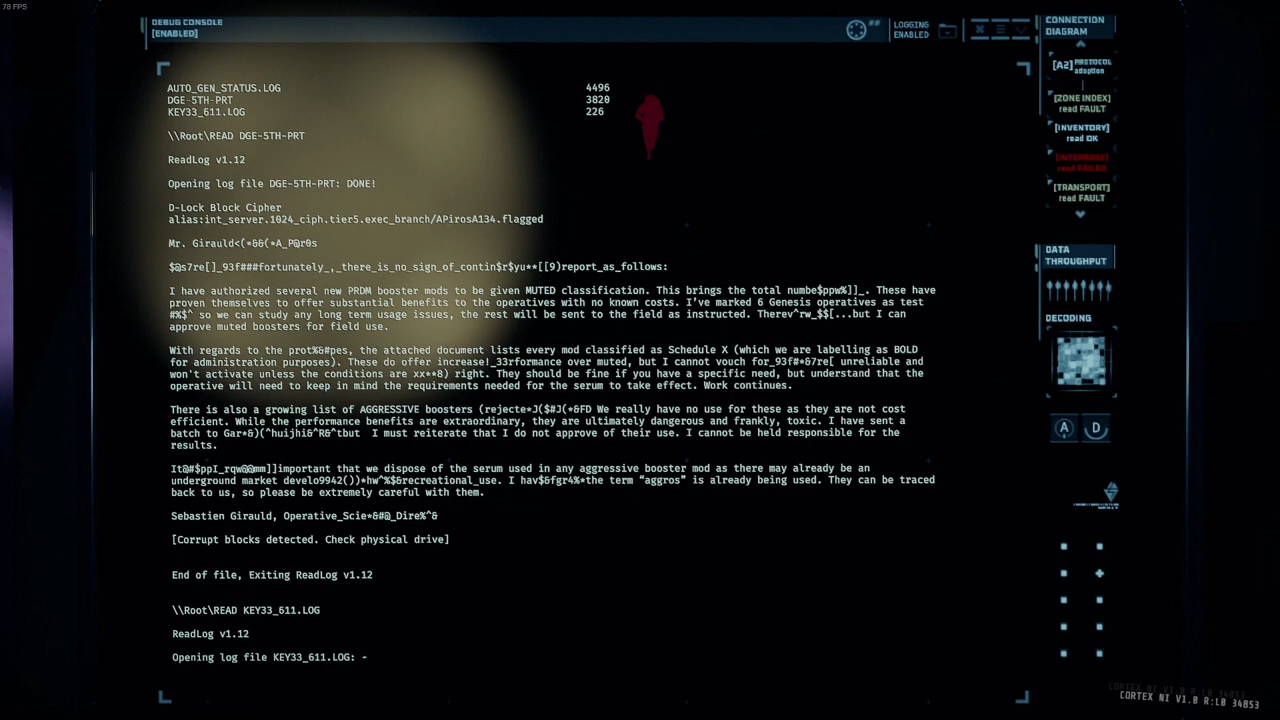 78 FPS
DEBUG CONSOLE
[ENABLED]
##
LOGGING
ENABLED
CONNECTION
DIAGRAM
[A2] PROTOCOL
adoption
[ZONE INDEX]
read FAULT
[INVENTORY]
read OK
read FAILED
[TRANSPORT]
read FAULT
DATA
THROUGHPUT
DECODING
A D
AUTO_GEN_STATUS.LOG 4496
DGE-5TH-PRT 3820
KEY33_611.LOG 226
\\Root\READ DGE-5TH-PRT
ReadLog v1.12
Opening log file DGE-5TH-PRT: DONE!
D-Lock Block Cipher
alias:int_server.1024_ciph.tier5.exec_branch/APirosA134.flagged
Mr. Girauld<(*&&(*A_P@r0s
$@s7re[]_93f###fortunately_,_there_is_no_sign_of_contin$r$yu**[[9)report_as_follows:
I have authorized several new PRDM booster mods to be given MUTED classification. This brings the total numbe$ppw%]]_. These have
proven themselves to offer substantial benefits to the operatives with no known costs. I've marked 6 Genesis operatives as test
#%$^ so we can study any long term usage issues, the rest will be sent to the field as instructed. Therev^rw_$$[...but I can
approve muted boosters for field use.
With regards to the prot%&#pes, the attached document lists every mod classified as Schedule X (which we are labelling as BOLD
for administration purposes). These do offer increase!_33rformance over muted, but I cannot vouch for_93f#*&7re[ unreliable and
won't activate unless the conditions are xx**8) right. They should be fine if you have a specific need, but understand that the
operative will need to keep in mind the requirements needed for the serum to take effect. Work continues.
There is also a growing list of AGGRESSIVE boosters (rejecte*J($#J(*&FD We really have no use for these as they are not cost
efficient. While the performance benefits are extraordinary, they are ultimately dangerous and frankly, toxic. I have sent a
batch to Gar*&)(^huijhi&^R&^tbut  I must reiterate that I do not approve of their use. I cannot be held responsible for the
results.
It@#$ppI_rqw@@mm]]important that we dispose of the serum used in any aggressive booster mod as there may already be an
underground market develo9942())*hw^%$&recreational_use. I hav$&fgr4%*the term “aggros” is already being used. They can be traced
back to us, so please be extremely careful with them.
Sebastien Girauld, Operative_Scie*&#@_Dire%^&
[Corrupt blocks detected. Check physical drive]
End of file, Exiting ReadLog v1.12
\\Root\READ KEY33_611.LOG
ReadLog v1.12
Opening log file KEY33_611.LOG: -
CORTEX NI V1.0 R:L0 34853